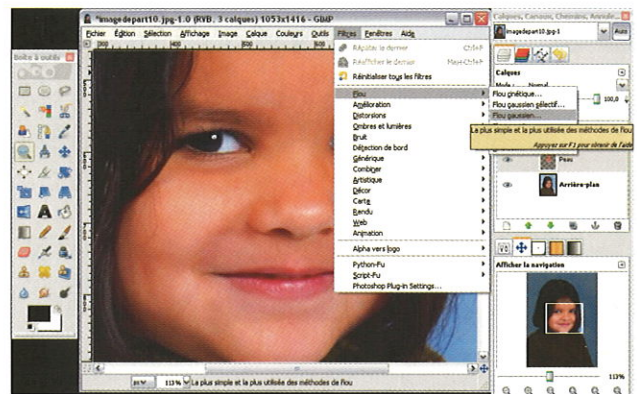 *imagedepart10.jpg-1.0 (RVB, 3 calques) 1053x1416 - GIMP
Fichier Édition Sélection Affichage Image Calque Couleurs Outils Filtres Fenêtres Aide
Calques, Canaux, Chemins, Annule...
imagedepart10.jpg-1
Auto
Boîte à outils
Répéter le dernier Ctrl+F
Réafficher le dernier Maj+Ctrl+F
Réinitialiser tous les filtres
Flou
Amélioration
Distorsions
Ombres et lumières
Bruit
Détection de bord
Générique
Combiner
Artistique
Décor
Carte
Rendu
Web
Animation
Alpha vers logo
Python-Fu
Script-Fu
Photoshop Plug-in Settings...
Flou cinétique...
Flou gaussien sélectif...
Flou gaussien...
La plus simple et la plus utilisée des méthodes de flou
Appuyez sur F1 pour obtenir de l'aide
Calques
Mode : Normal
100,0
Peau
Arrière-plan
Afficher la navigation
113%
px 113% La plus simple et la plus utilisée des méthodes de flou